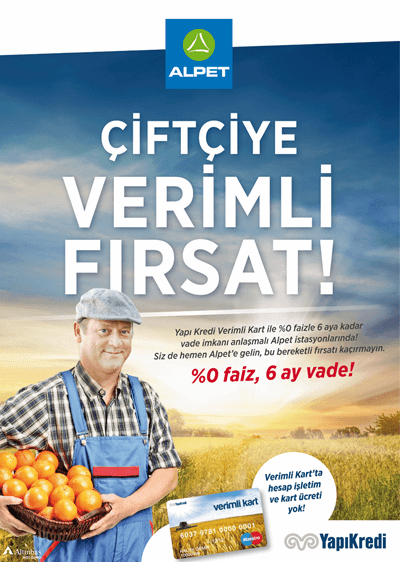 ALPET
ÇİFTÇİYE
VERİMLİ
FIRSAT!
Yapı Kredi Verimli Kart ile %0 faizle 6 aya kadar
vade imkanı anlaşmalı Alpet istasyonlarında!
Siz de hemen Alpet'e gelin, bu bereketli fırsatı kaçırmayın.
%0 faiz, 6 ay vade!
Verimli Kart'ta
hesap işletim
ve kart ücreti
yok!
verimli kart
YapıKredi
Altınbaş